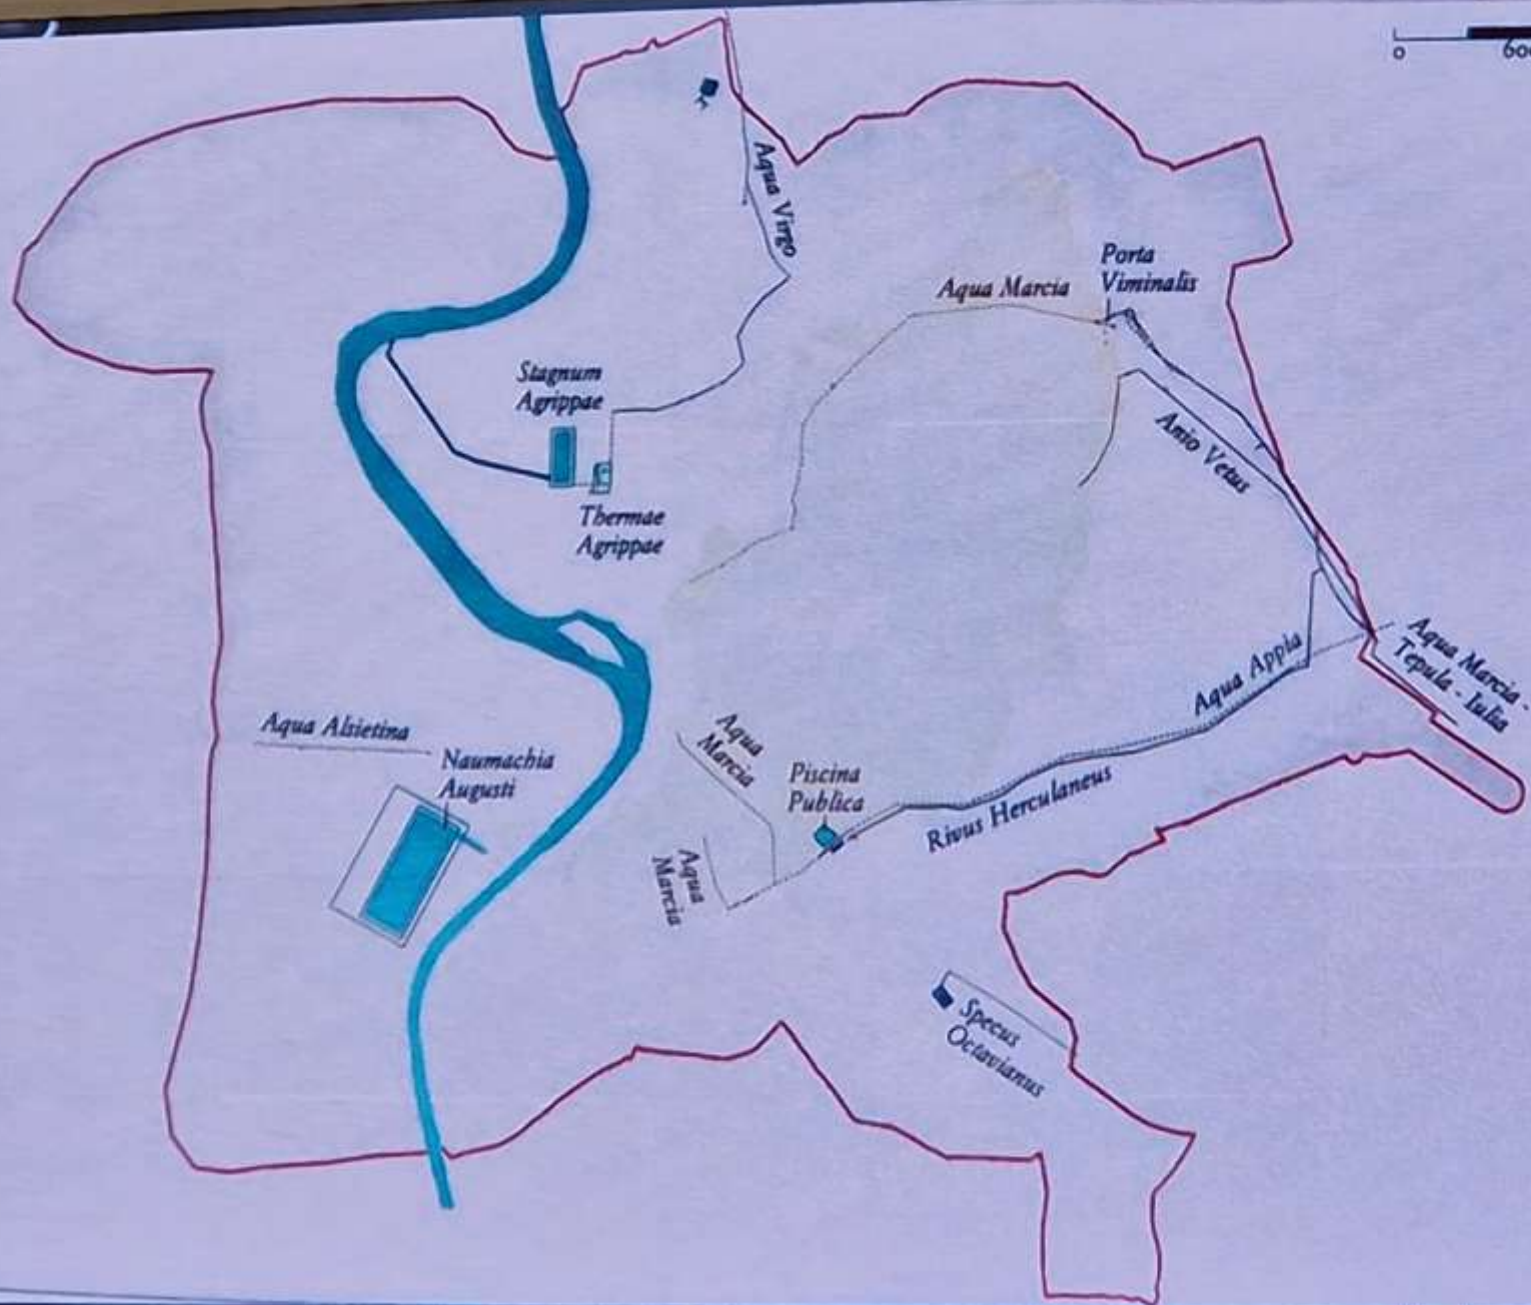 0
600
Aqua Virgo
Porta
Viminalis
Aqua Marcia
Stagnum
Agrippae
Anio Vetus
Thermae
Agrippae
Aqua Appia
Aqua Marcia -
Tepula - Iulia
Aqua Alsietina
Naumachia
Augusti
Aqua
Marcia
Piscina
Publica
Rivus Herculaneus
Aqua
Marcia
Specus
Octavianus